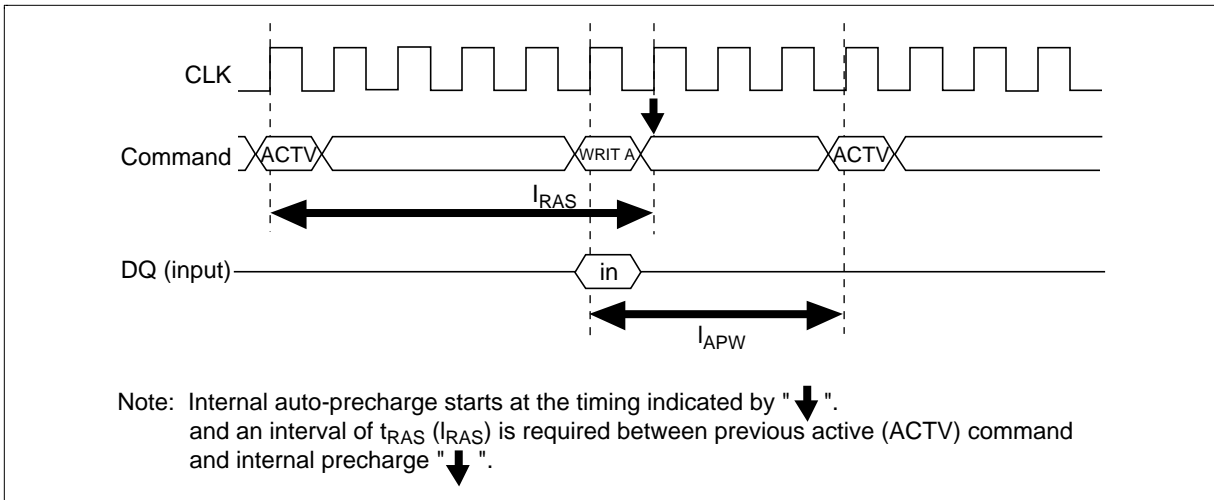 CLK
Command ACTV WRIT A ACTV
lRAS
DQ (input) in
lAPW
Note: Internal auto-precharge starts at the timing indicated by " ".
and an interval of tRAS (lRAS) is required between previous active (ACTV) command
and internal precharge " ".